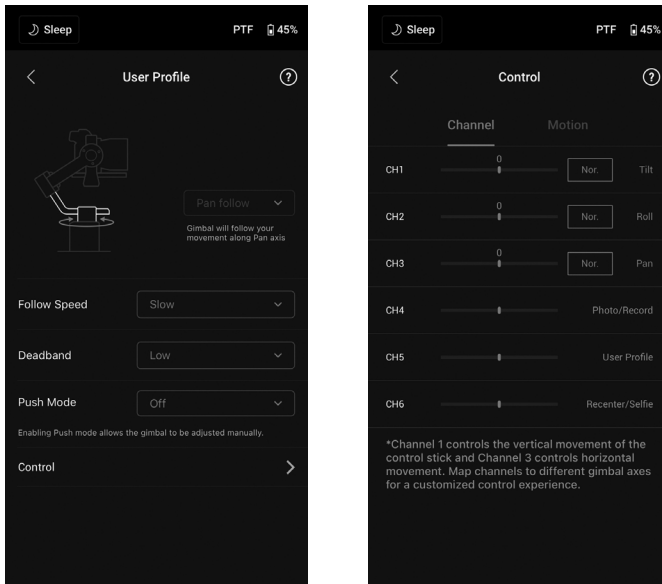 Sleep PTF 45%
User Profile ?
Pan follow
Gimbal will follow your
movement along Pan axis
Follow Speed Slow
Deadband Low
Push Mode Off
Enabling Push mode allows the gimbal to be adjusted manually.
Control
Sleep PTF 45%
Control ?
Channel Motion
CH1 0 Nor. Tilt
CH2 0 Nor. Roll
CH3 0 Nor. Pan
CH4 Photo/Record
CH5 User Profile
CH6 Recenter/Selfie
*Channel 1 controls the vertical movement of the
control stick and Channel 3 controls horizontal
movement. Map channels to different gimbal axes
for a customized control experience.